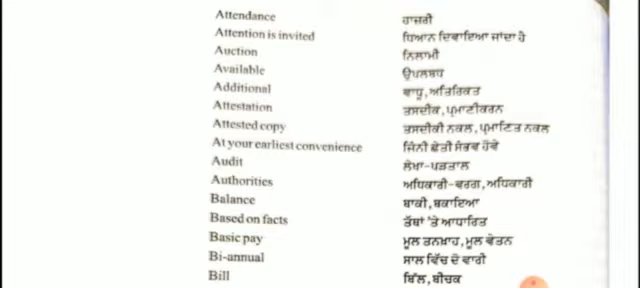 Attendance ਹਾਜ਼ਰੀ
Attention is invited ਧਿਆਨ ਦਿਵਾਇਆ ਜਾਂਦਾ ਹੈ
Auction ਨਿਲਾਮੀ
Available ਉਪਲਬਧ
Additional ਵਾਧੂ,ਅਤਿਰਿਕਤ
Attestation ਤਸਦੀਕ,ਪ੍ਰਮਾਣੀਕਰਨ
Attested copy ਤਸਦੀਕੀ ਨਕਲ,ਪ੍ਰਮਾਣਿਤ ਨਕਲ
At your earliest convenience ਜਿੰਨੀ ਛੇਤੀ ਸੰਭਵ ਹੋਵੇ
Audit ਲੇਖਾ-ਪੜਤਾਲ
Authorities ਅਧਿਕਾਰੀ-ਵਰਗ,ਅਧਿਕਾਰੀ
Balance ਬਾਕੀ,ਬਕਾਇਆ
Based on facts ਤੱਥਾਂ 'ਤੇ ਆਧਾਰਿਤ
Basic pay ਮੂਲ ਤਨਖ਼ਾਹ,ਮੂਲ ਵੇਤਨ
Bi-annual ਸਾਲ ਵਿੱਚ ਦੋ ਵਾਰੀ
Bill ਬਿੱਲ,ਬੀਚਕ